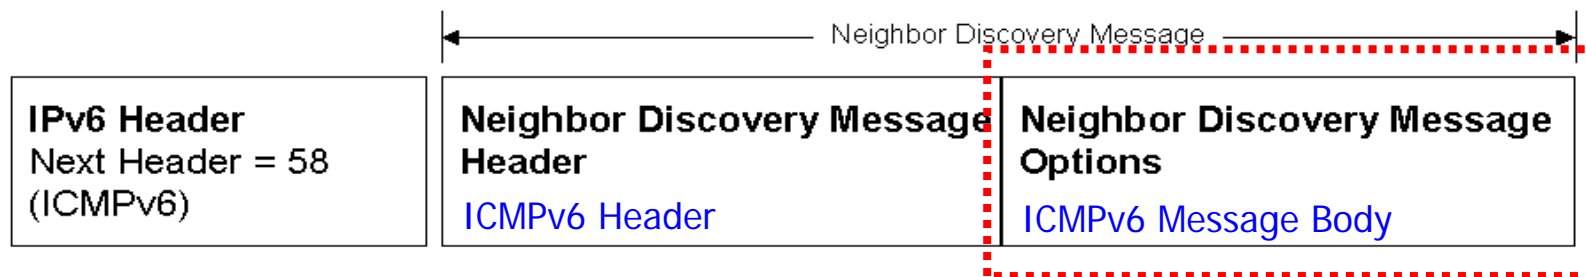 Neighbor Discovery Message
IPv6 Header
Next Header = 58
(ICMPv6)
Neighbor Discovery Message
Header
ICMPv6 Header
Neighbor Discovery Message
Options
ICMPv6 Message Body